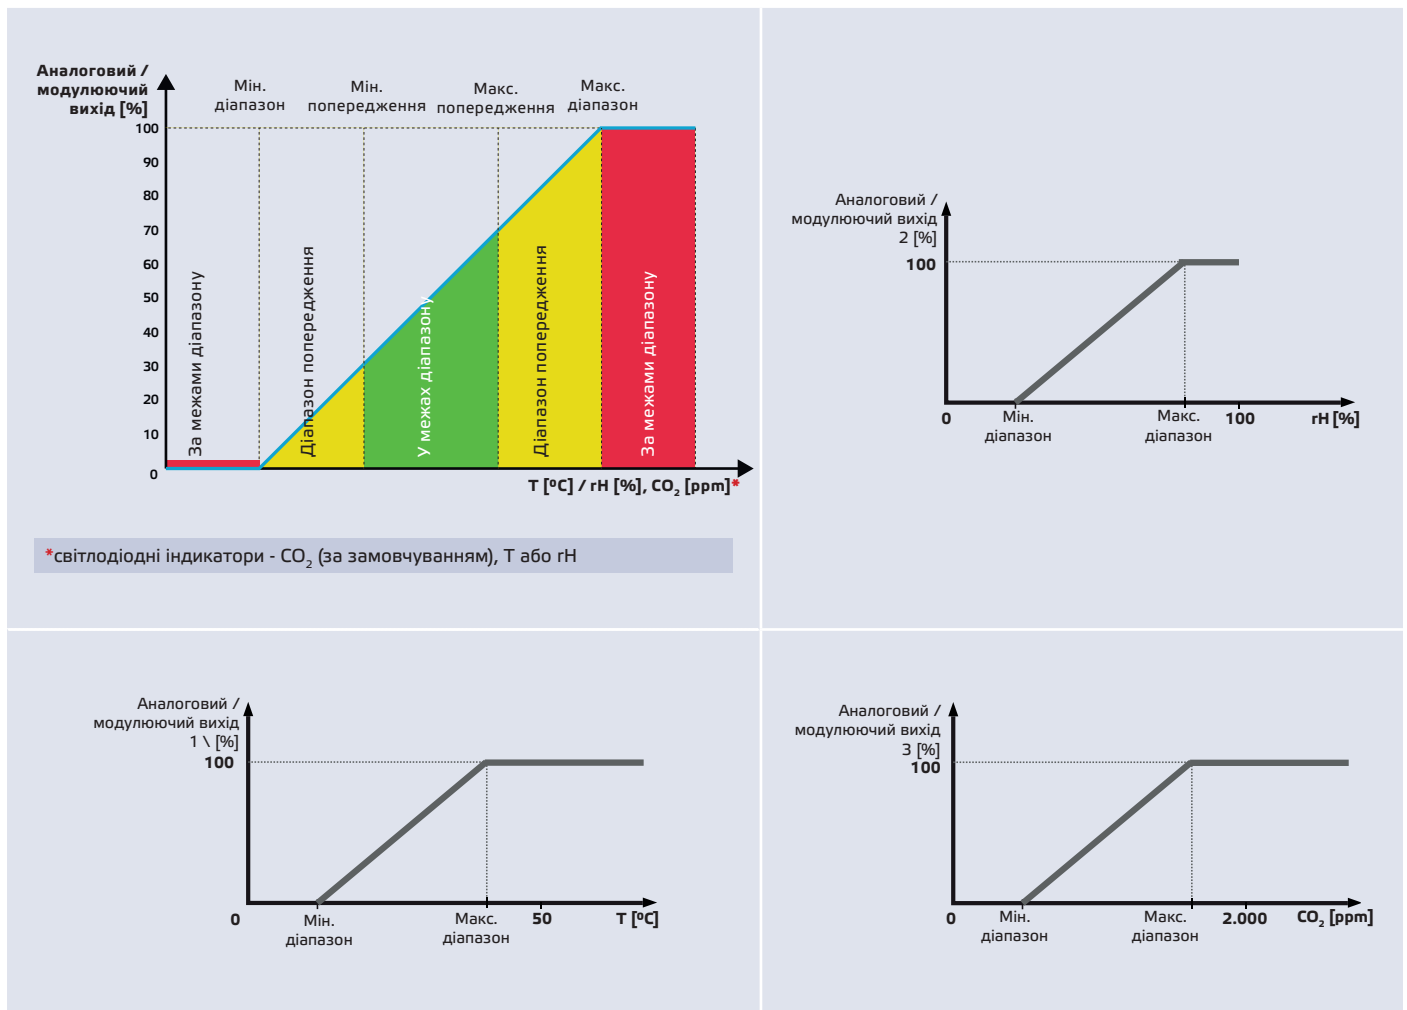 Аналоговий /
модулюючий
вихід [%]
Мін.
діапазон
Мін.
попередження
Макс.
попередження
Макс.
діапазон
100
90
80
70
60
50
40
30
20
10
0
За межами діапазону
Діапазон попередження
У межах діапазону
Діапазон попередження
За межами діапазону
T [ºC] / rH [%], CO₂ [ppm]*
*світлодіодні індикатори - CO₂ (за замовчуванням), T або rH
Аналоговий /
модулюючий вихід
2 [%]
100
0
Мін.
діапазон
Макс.
діапазон
100
rH [%]
Аналоговий /
модулюючий вихід
1 \ [%]
100
0
Мін.
діапазон
Макс.
діапазон
50
T [ºC]
Аналоговий /
модулюючий вихід
3 [%]
100
0
Мін.
діапазон
Макс.
діапазон
2.000
CO₂ [ppm]